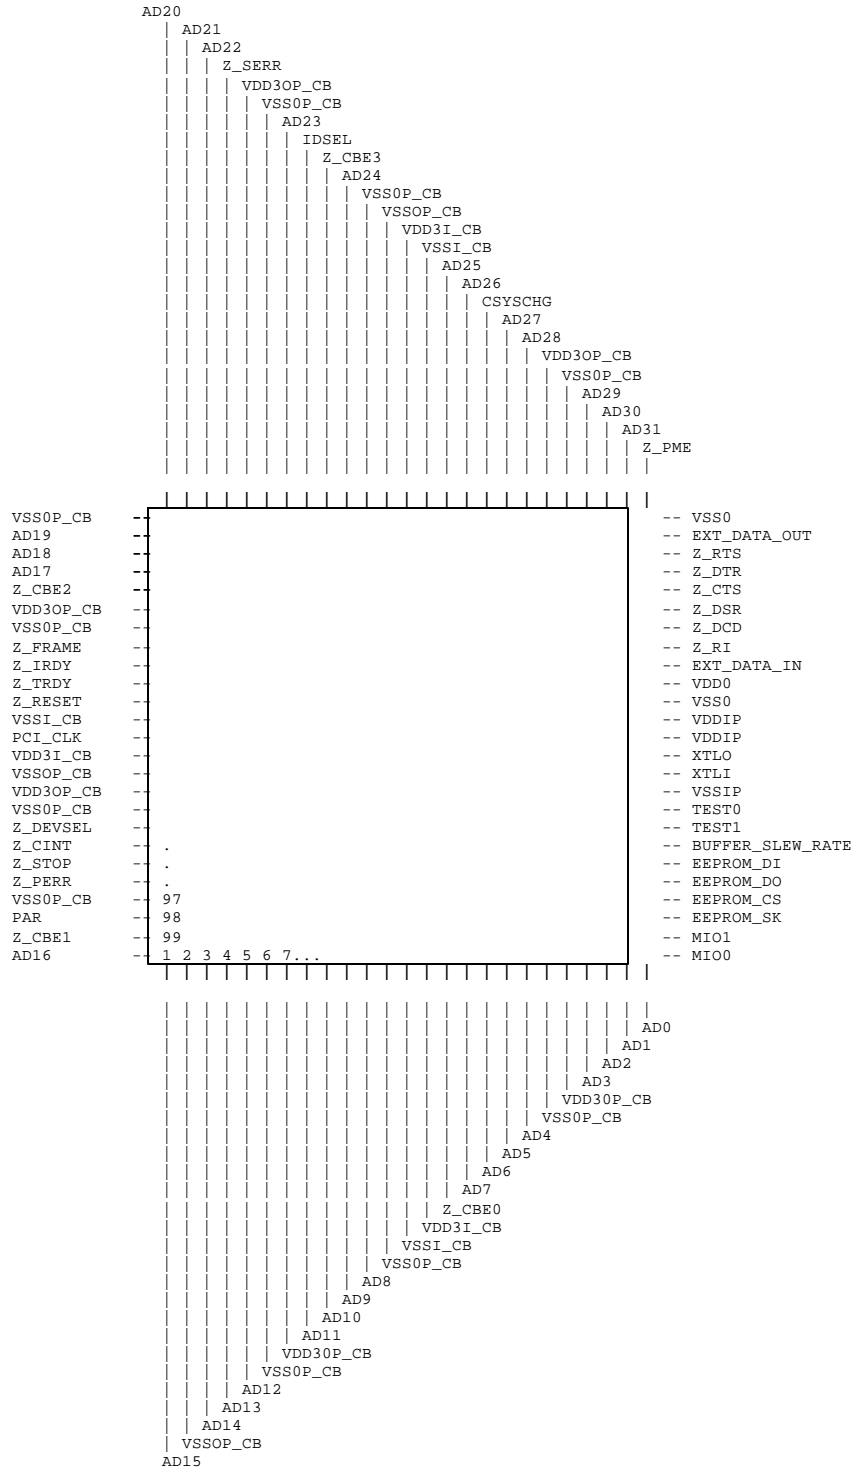 AD20
AD21
AD22
Z_SERR
VDD3OP_CB
VSS0P_CB
AD23
IDSEL
Z_CBE3
AD24
VSS0P_CB
VSSOP_CB
VDD3I_CB
VSSI_CB
AD25
AD26
CSYSCHG
AD27
AD28
VDD3OP_CB
VSS0P_CB
AD29
AD30
AD31
Z_PME
VSS0P_CB -- -- VSS0
AD19 -- -- EXT_DATA_OUT
AD18 -- -- Z_RTS
AD17 -- -- Z_DTR
Z_CBE2 -- -- Z_CTS
VDD3OP_CB -- -- Z_DSR
VSS0P_CB -- -- Z_DCD
Z_FRAME -- -- Z_RI
Z_IRDY -- -- EXT_DATA_IN
Z_TRDY -- -- VDD0
Z_RESET -- -- VSS0
VSSI_CB -- -- VDDIP
PCI_CLK -- -- VDDIP
VDD3I_CB -- -- XTLO
VSSOP_CB -- -- XTLI
VDD3OP_CB -- -- VSSIP
VSS0P_CB -- -- TEST0
Z_DEVSEL -- -- TEST1
Z_CINT -- . -- BUFFER_SLEW_RATE
Z_STOP -- . -- EEPROM_DI
Z_PERR -- . -- EEPROM_DO
VSS0P_CB -- 97 -- EEPROM_CS
PAR -- 98 -- EEPROM_SK
Z_CBE1 -- 99 -- MIO1
AD16 -- 1 2 3 4 5 6 7... -- MIO0
AD0
AD1
AD2
AD3
VDD30P_CB
VSS0P_CB
AD4
AD5
AD6
AD7
Z_CBE0
VDD3I_CB
VSSI_CB
VSS0P_CB
AD8
AD9
AD10
AD11
VDD30P_CB
VSS0P_CB
AD12
AD13
AD14
VSSOP_CB
AD15